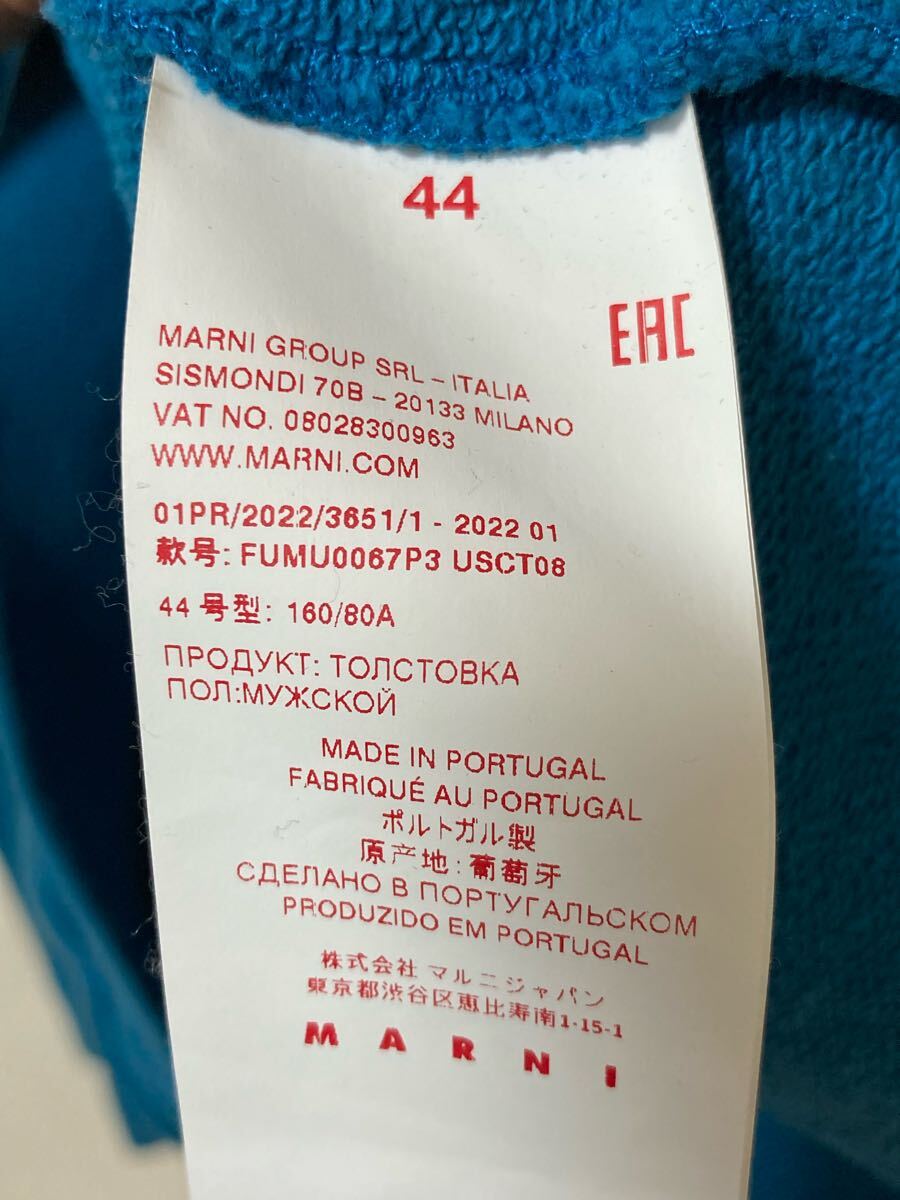 44
EAC
MARNI GROUP SRL – ITALIA
SISMONDI 70B – 20133 MILANO
VAT NO. 08028300963
WWW.MARNI.COM
01PR/2022/3651/1 - 2022 01
款号: FUMU0067P3 USCT08
44 号型: 160/80A
ПРОДУКТ: ТОЛСТОВКА
ПОЛ:МУЖСКОЙ
MADE IN PORTUGAL
FABRIQUÉ AU PORTUGAL
ポルトガル製
原产地: 葡萄牙
СДЕЛАНО В ПОРТУГАЛЬСКОМ
PRODUZIDO EM PORTUGAL
株式会社 マルニジャパン
東京都渋谷区恵比寿南1-15-1
MARNI